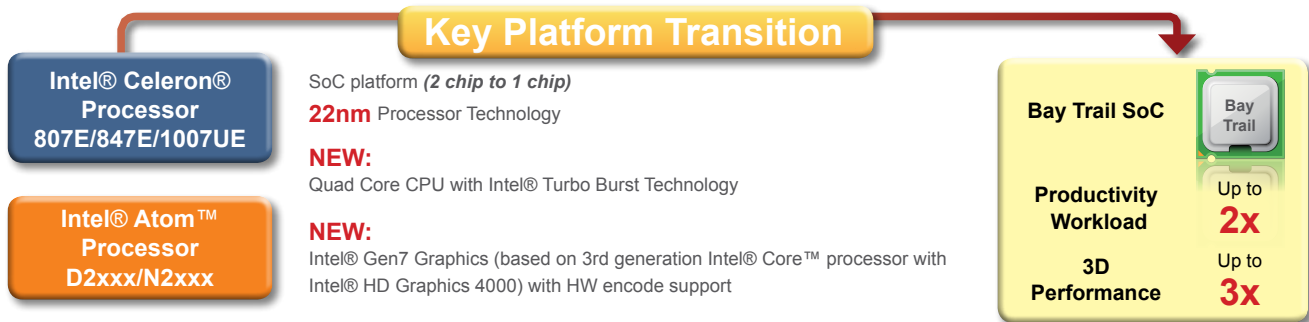 Key Platform Transition
Intel® Celeron®
Processor
807E/847E/1007UE
Intel® Atom™
Processor
D2xxx/N2xxx
SoC platform (2 chip to 1 chip)
22nm Processor Technology
NEW:
Quad Core CPU with Intel® Turbo Burst Technology
NEW:
Intel® Gen7 Graphics (based on 3rd generation Intel® Core™ processor with
Intel® HD Graphics 4000) with HW encode support
Bay Trail SoC
Bay
Trail
Productivity
Workload
Up to
2x
3D
Performance
Up to
3x